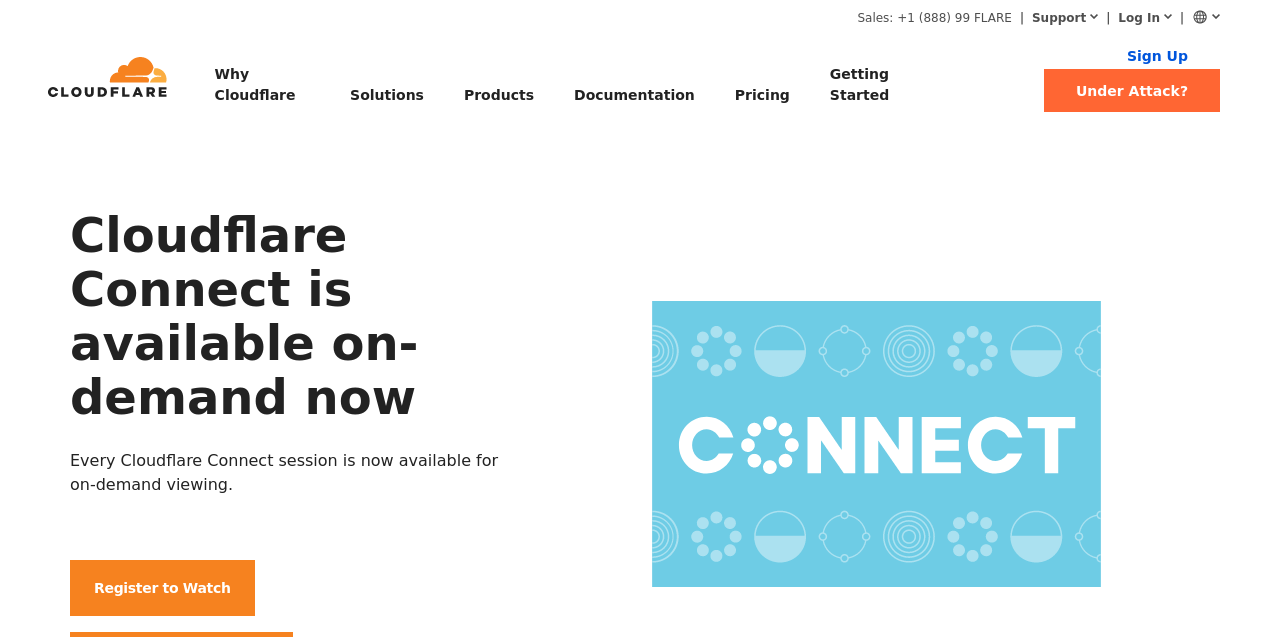 Sales: +1 (888) 99 FLARE | Support | Log In |
Sign Up
CLOUDFLARE
Why
Cloudflare
Solutions
Products
Documentation
Pricing
Getting
Started
Under Attack?
Cloudflare
Connect is
available on-
demand now
Every Cloudflare Connect session is now available for
on-demand viewing.
CONNECT
Register to Watch